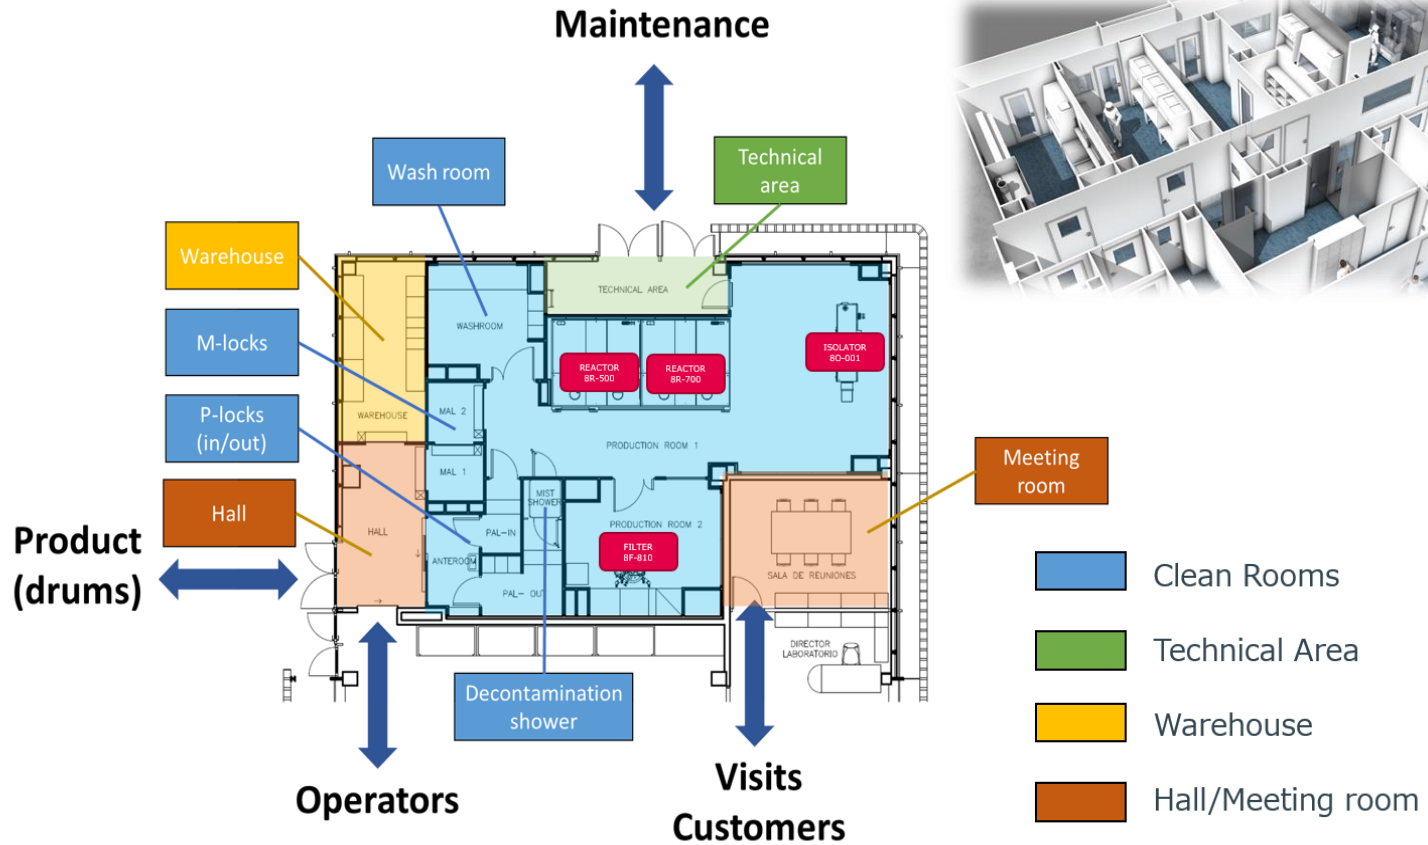 Maintenance
Wash room
Technical
area
Warehouse
M-locks
P-locks
(in/out)
Hall
Product
(drums)
TECHNICAL AREA
WASHROOM
REACTOR
8R-500
REACTOR
8R-700
ISOLATOR
8O-001
WAREHOUSE
MAL 2
PRODUCTION ROOM 1
MAL 1
MIST
SHOWER
HALL
PAL-IN
PRODUCTION ROOM 2
FILTER
8F-810
ANTEROOM
PAL- OUT
SALA DE REUNIONES
Meeting
room
DIRECTOR
LABORATORIO
Decontamination
shower
Operators
Visits
Customers
Clean Rooms
Technical Area
Warehouse
Hall/Meeting room